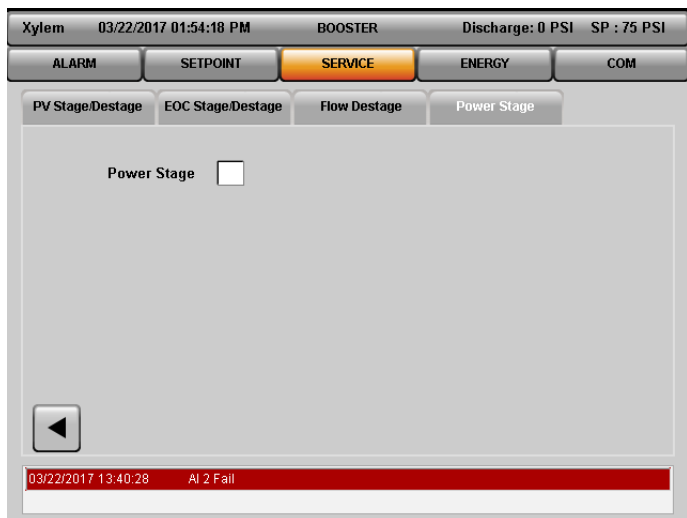 Xylem 03/22/2017 01:54:18 PM BOOSTER Discharge: 0 PSI SP : 75 PSI
ALARM SETPOINT SERVICE ENERGY COM
PV Stage/Destage EOC Stage/Destage Flow Destage Power Stage
Power Stage
03/22/2017 13:40:28 AI 2 Fail